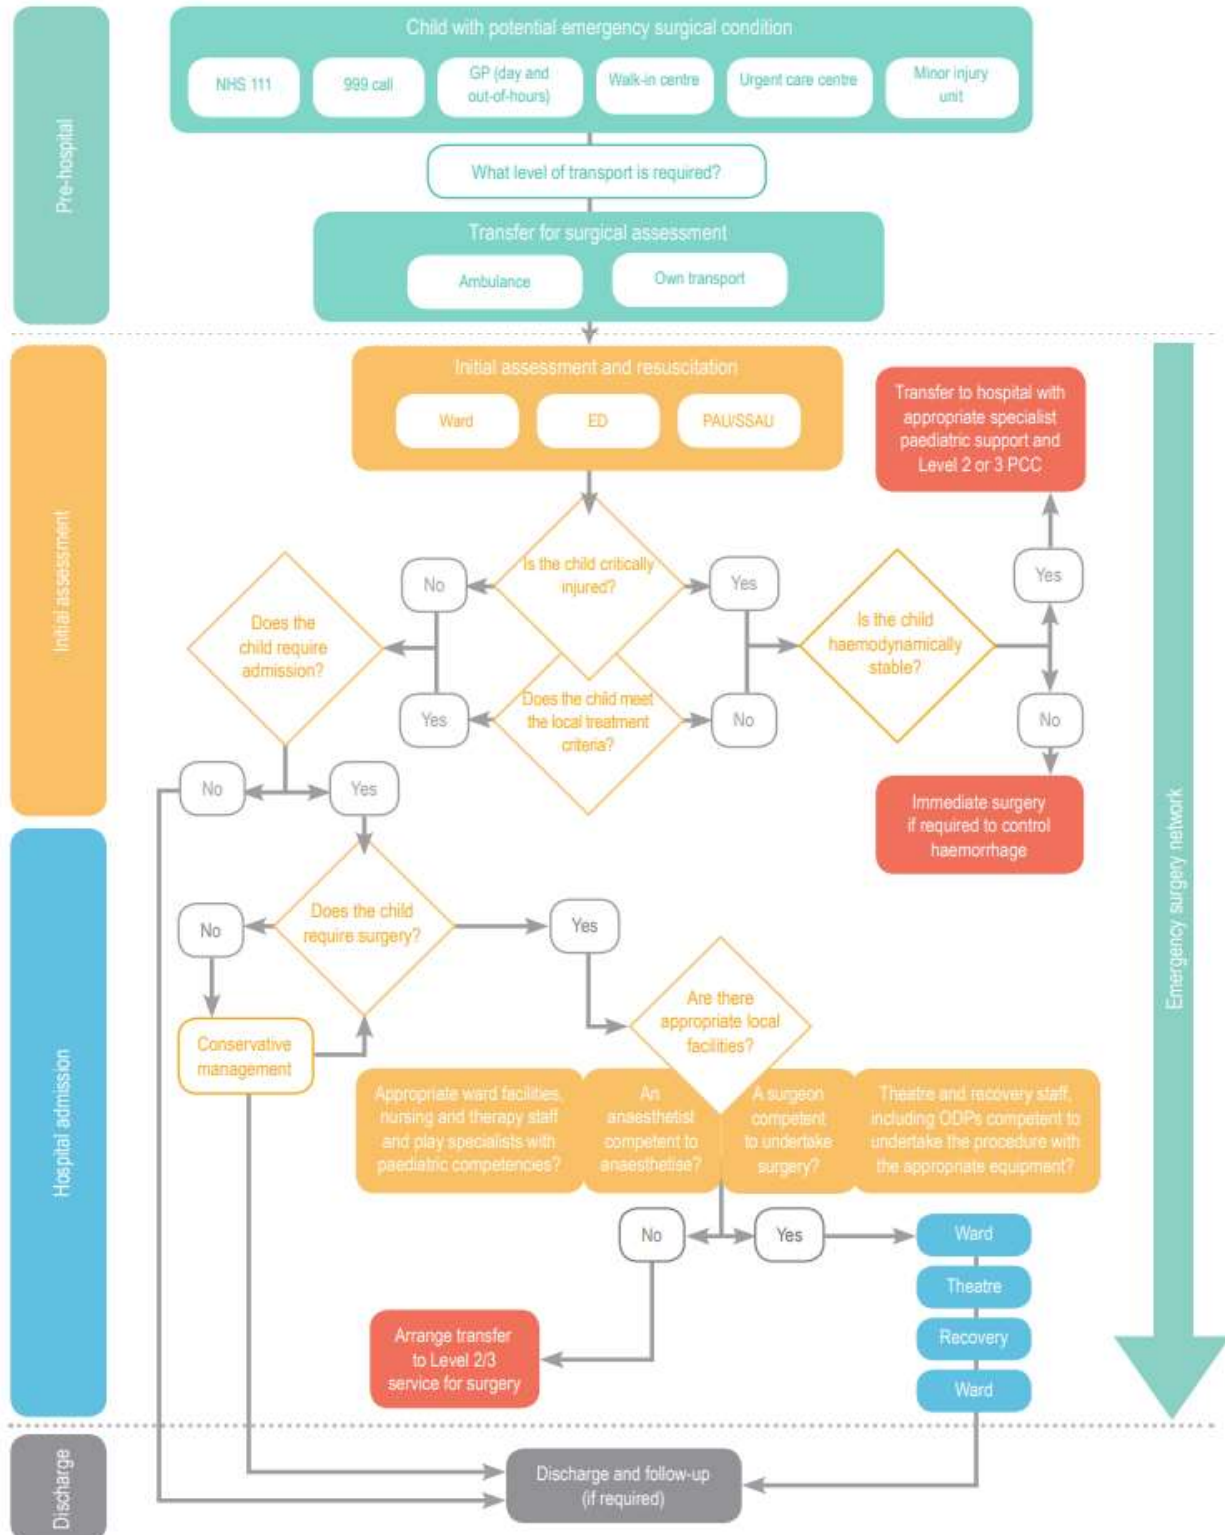 Pre-hospital
Child with potential emergency surgical condition
NHS 111
999 call
GP (day and
out-of-hours)
Walk-in centre
Urgent care centre
Minor injury
unit
What level of transport is required?
Transfer for surgical assessment
Ambulance
Own transport
Initial assessment
Initial assessment and resuscitation
Ward
ED
PAU/SSAU
Transfer to hospital with
appropriate specialist
paediatric support and
Level 2 or 3 PCC
Is the child critically
injured?
No
Yes
Yes
Does the
child require
admission?
Is the child
haemodynamically
stable?
Does the child meet
the local treatment
criteria?
Yes
No
No
No
Yes
Immediate surgery
if required to control
haemorrhage
Emergency surgery network
Hospital admission
Does the child
require surgery?
No
Yes
Conservative
management
Are there
appropriate local
facilities?
Appropriate ward facilities,
nursing and therapy staff
and play specialists with
paediatric competencies?
An
anaesthetist
competent to
anaesthetise?
A surgeon
competent
to undertake
surgery?
Theatre and recovery staff,
including ODPs competent to
undertake the procedure with
the appropriate equipment?
No
Yes
Ward
Theatre
Recovery
Ward
Arrange transfer
to Level 2/3
service for surgery
Discharge
Discharge and follow-up
(if required)